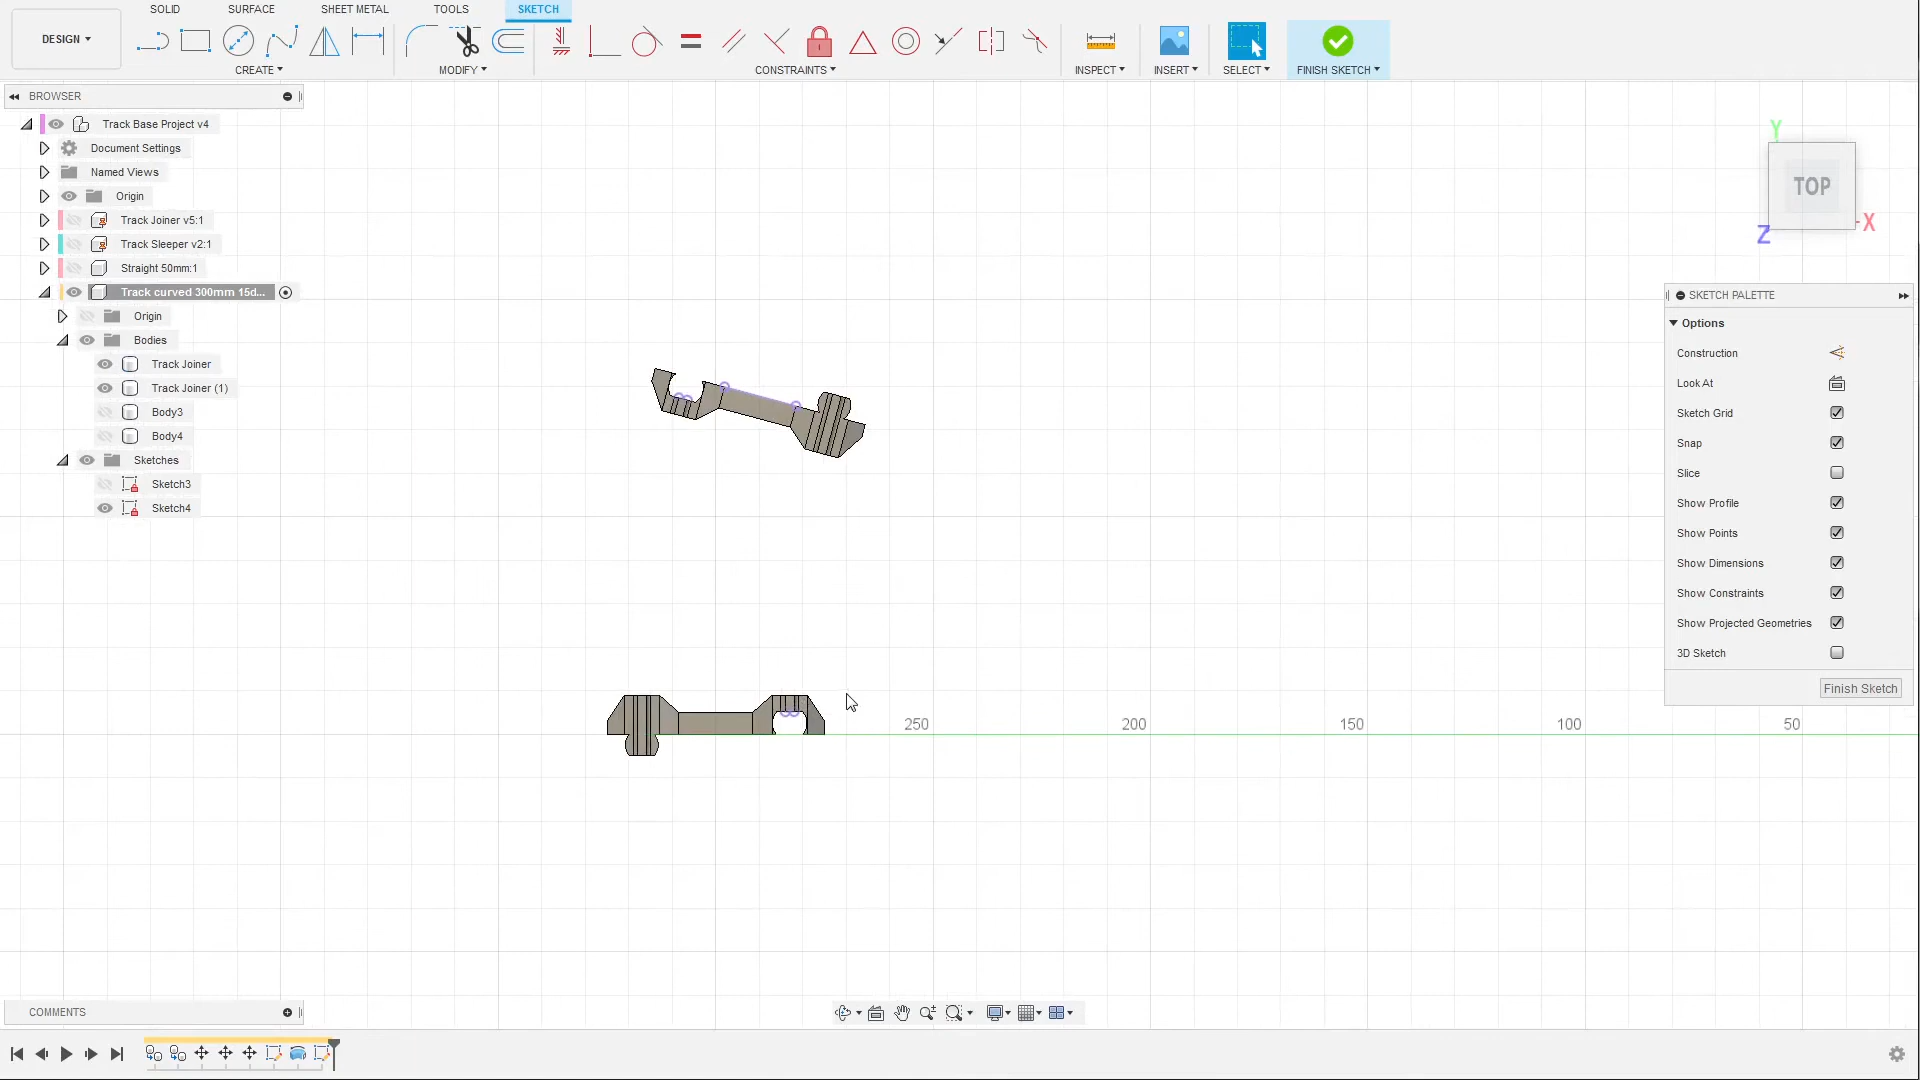 DESIGN ▾
SOLID
SURFACE
SHEET METAL
TOOLS
SKETCH
CREATE ▾
MODIFY ▾
CONSTRAINTS ▾
INSPECT ▾
INSERT ▾
SELECT ▾
FINISH SKETCH ▾
BROWSER
Track Base Project v4
Document Settings
Named Views
Origin
Track Joiner v5:1
Track Sleeper v2:1
Straight 50mm:1
Track curved 300mm 15d...
Origin
Bodies
Track Joiner
Track Joiner (1)
Body3
Body4
Sketches
Sketch3
Sketch4
Y
TOP
X
Z
SKETCH PALETTE
Options
Construction
Look At
Sketch Grid
Snap
Slice
Show Profile
Show Points
Show Dimensions
Show Constraints
Show Projected Geometries
3D Sketch
Finish Sketch
250
200
150
100
50
COMMENTS